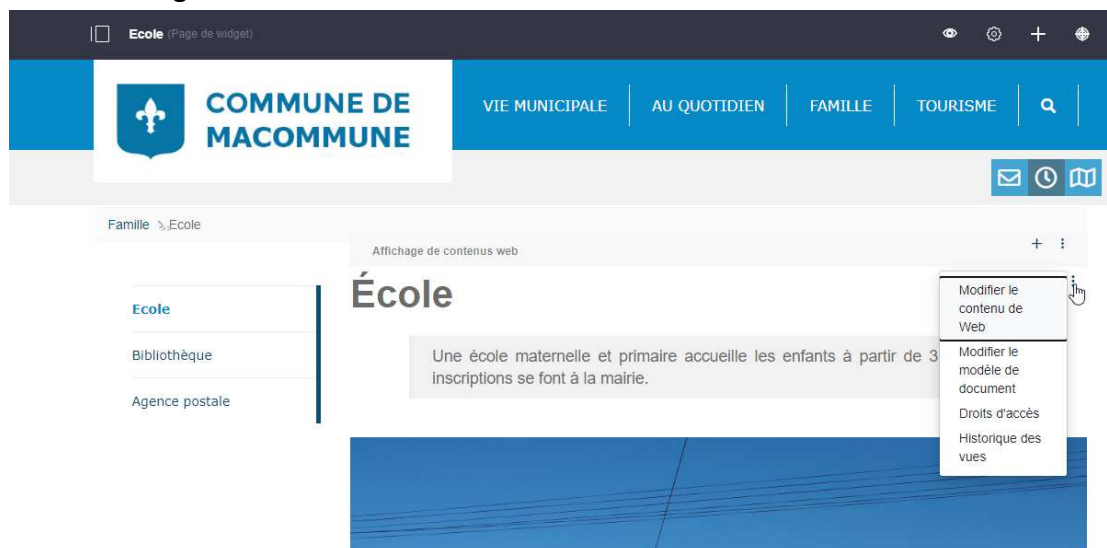 Ecole (Page de widget)
COMMUNE DE
MACOMMUNE
VIE MUNICIPALE
AU QUOTIDIEN
FAMILLE
TOURISME
Famille > Ecole
Affichage de contenus web
École
Ecole
Bibliothèque
Agence postale
Une école maternelle et primaire accueille les enfants à partir de 3
inscriptions se font à la mairie.
Modifier le
contenu de
Web
Modifier le
modèle de
document
Droits d'accès
Historique des
vues